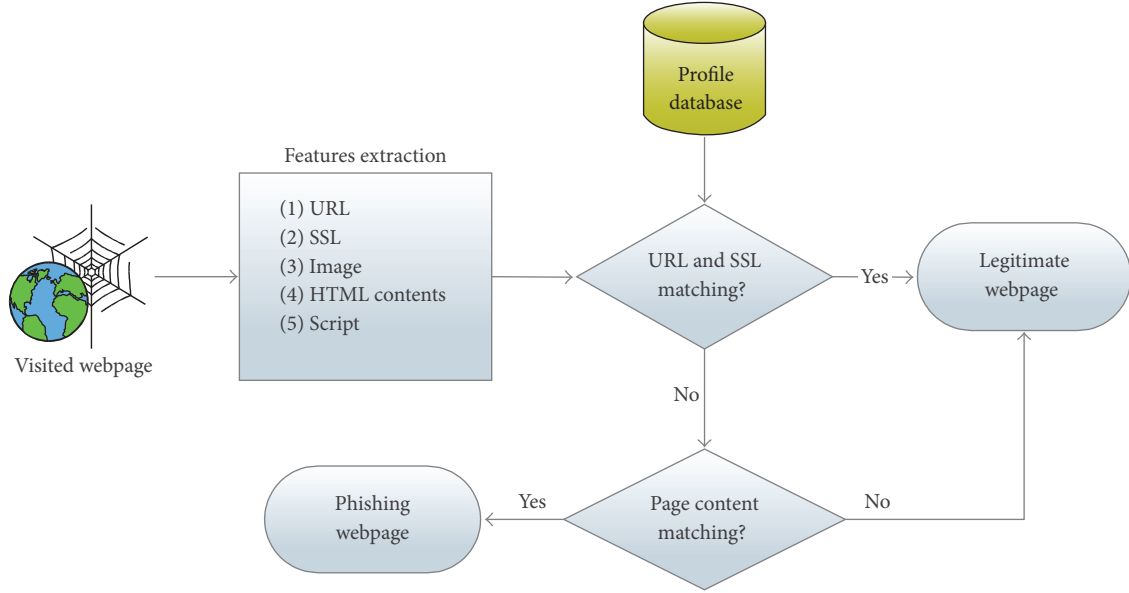 Profile
database
Features extraction
(1) URL
(2) SSL
(3) Image
(4) HTML contents
(5) Script
Visited webpage
URL and SSL
matching?
Yes
Legitimate
webpage
No
Phishing
webpage
Yes
Page content
matching?
No